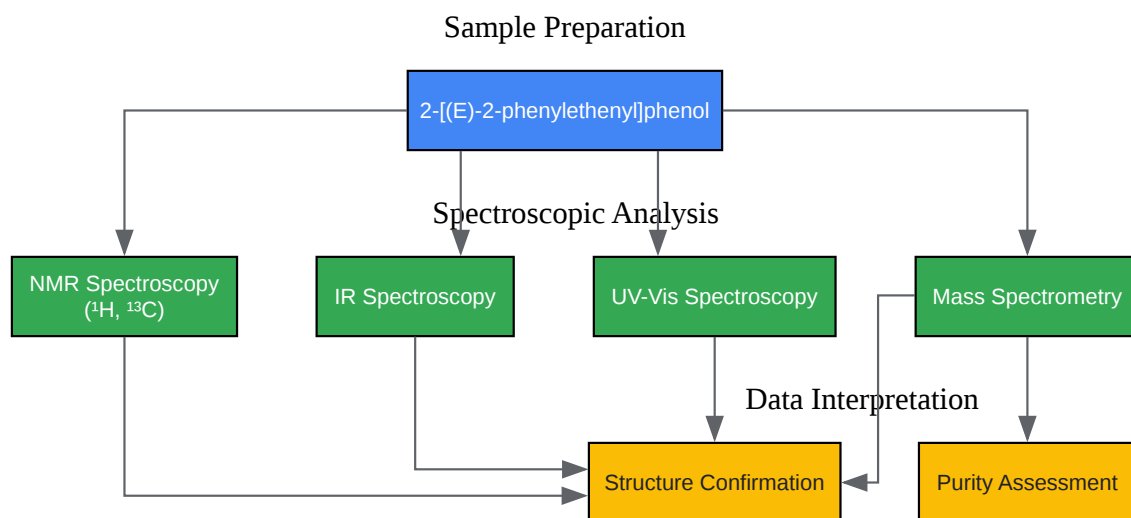 Sample Preparation
2-[(E)-2-phenylethenyl]phenol
Spectroscopic Analysis
NMR Spectroscopy
(¹H, ¹³C)
IR Spectroscopy
UV-Vis Spectroscopy
Mass Spectrometry
Data Interpretation
Structure Confirmation
Purity Assessment